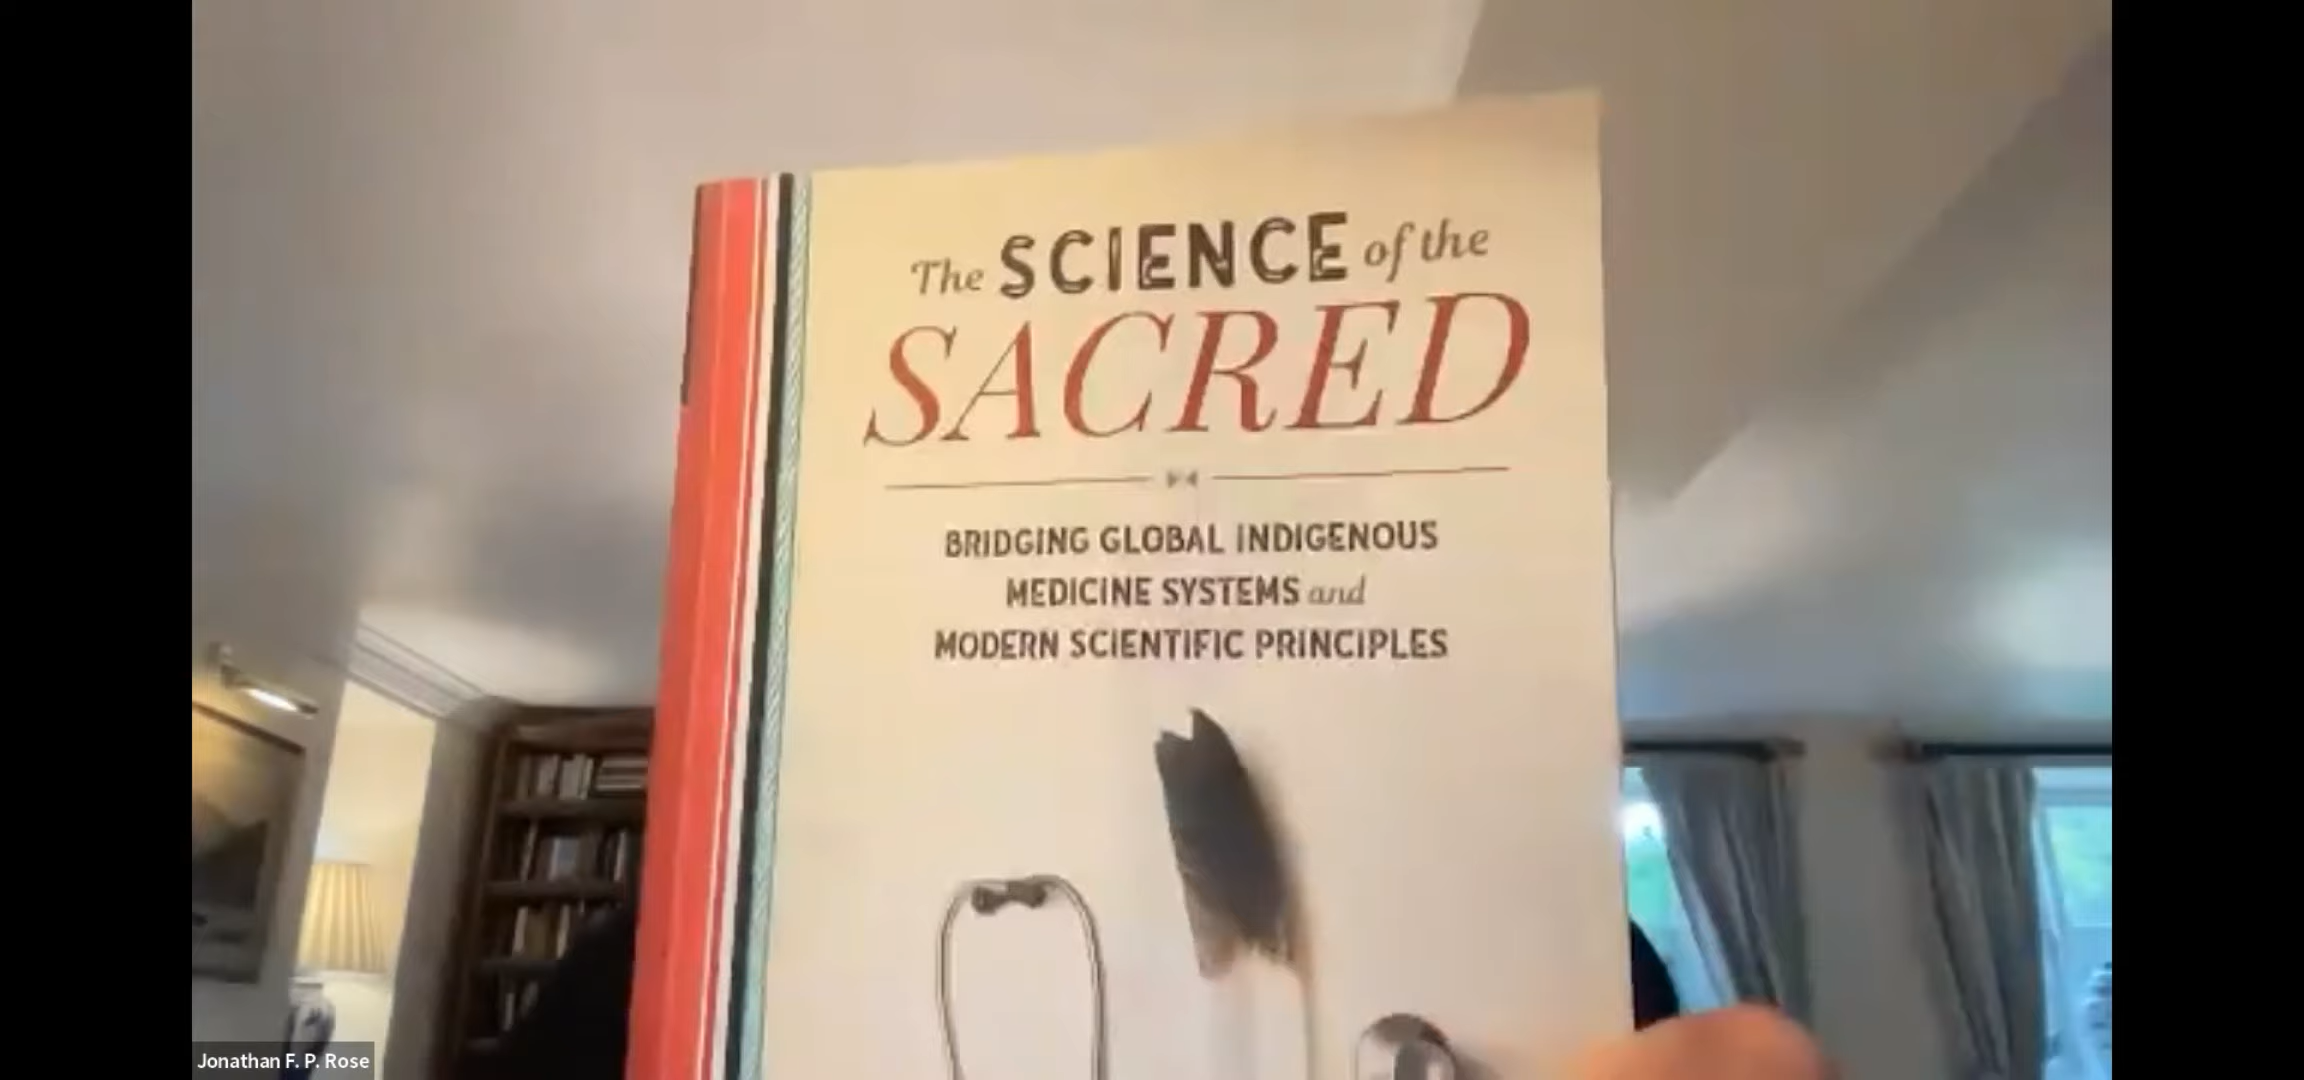 The SCIENCE of the
SACRED
BRIDGING GLOBAL INDIGENOUS
MEDICINE SYSTEMS and
MODERN SCIENTIFIC PRINCIPLES
Jonathan F. P. Rose